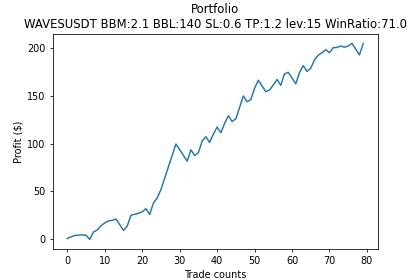 Portfolio
WAVESUSDT BBM:2.1 BBL:140 SL:0.6 TP:1.2 lev:15 WinRatio:71.0
Profit ($)
200
150
100
50
0
0 10 20 30 40 50 60 70 80
Trade counts